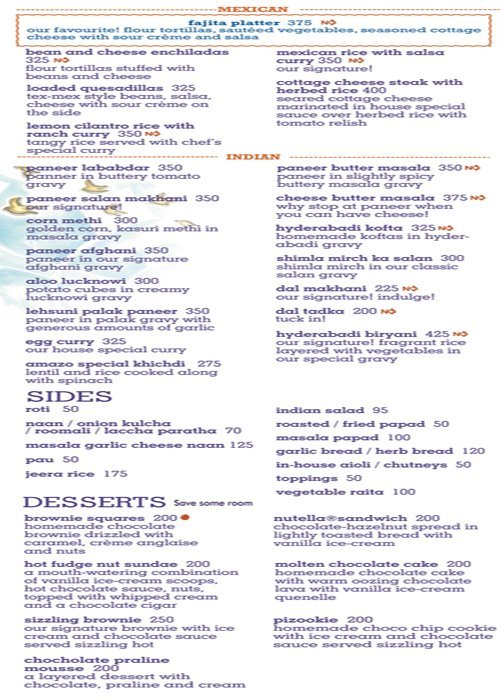 MEXICAN
fajita platter 375
our favourite! flour tortillas, sautéed vegetables, seasoned cottage
cheese with sour crème and salsa
bean and cheese enchiladas
325
flour tortillas stuffed with
beans and cheese
loaded quesadillas 325
tex-mex style beans, salsa,
cheese with sour crème on
the side
lemon cilantro rice with
ranch curry 350
tangy rice served with chef's
special curry
mexican rice with salsa
curry 350
our signature!
cottage cheese steak with
herbed rice 400
seared cottage cheese
marinated in house special
sauce over herbed rice with
tomato relish
INDIAN
paneer lababdar 350
panner in buttery tomato
gravy
paneer salan makhani 350
our signature!
corn methi 300
golden corn, kasuri methi in
masala gravy
paneer afghani 350
paneer in our signature
afghani gravy
aloo lucknowi 300
potato cubes in creamy
lucknowi gravy
lehsuni palak paneer 350
paneer in palak gravy with
generous amounts of garlic
egg curry 325
our house special curry
amazo special khichdi 275
lentil and rice cooked along
with spinach
paneer butter masala 350
paneer in slightly spicy
buttery masala gravy
cheese butter masala 375
why stop at paneer when
you can have cheese!
hyderabadi kofta 325
homemade koftas in hyder-
abadi gravy
shimla mirch ka salan 300
shimla mirch in our classic
salan gravy
dal makhani 225
our signature! indulge!
dal tadka 200
tuck in!
hyderabadi biryani 425
our signature! fragrant rice
layered with vegetables in
our special gravy
SIDES
roti 50
naan / onion kulcha
/ roomali / laccha paratha 70
masala garlic cheese naan 125
pau 50
jeera rice 175
indian salad 95
roasted / fried papad 50
masala papad 100
garlic bread / herb bread 120
in-house aioli / chutneys 50
toppings 50
vegetable raita 100
DESSERTS Save some room
brownie squares 200
homemade chocolate
brownie drizzled with
caramel, crème anglaise
and nuts
hot fudge nut sundae 200
a mouth-watering combination
of vanilla ice-cream scoops,
hot chocolate sauce, nuts,
topped with whipped cream
and a chocolate cigar
sizzling brownie 250
our signature brownie with ice
cream and chocolate sauce
served sizzling hot
chocholate praline
mousse 200
a layered dessert with
chocolate, praline and cream
nutella®sandwich 200
chocolate-hazelnut spread in
lightly toasted bread with
vanilla ice-cream
molten chocolate cake 200
homemade chocolate cake
with warm oozing chocolate
lava with vanilla ice-cream
quenelle
pizookie 200
homemade choco chip cookie
with ice cream and chocolate
sauce served sizzling hot